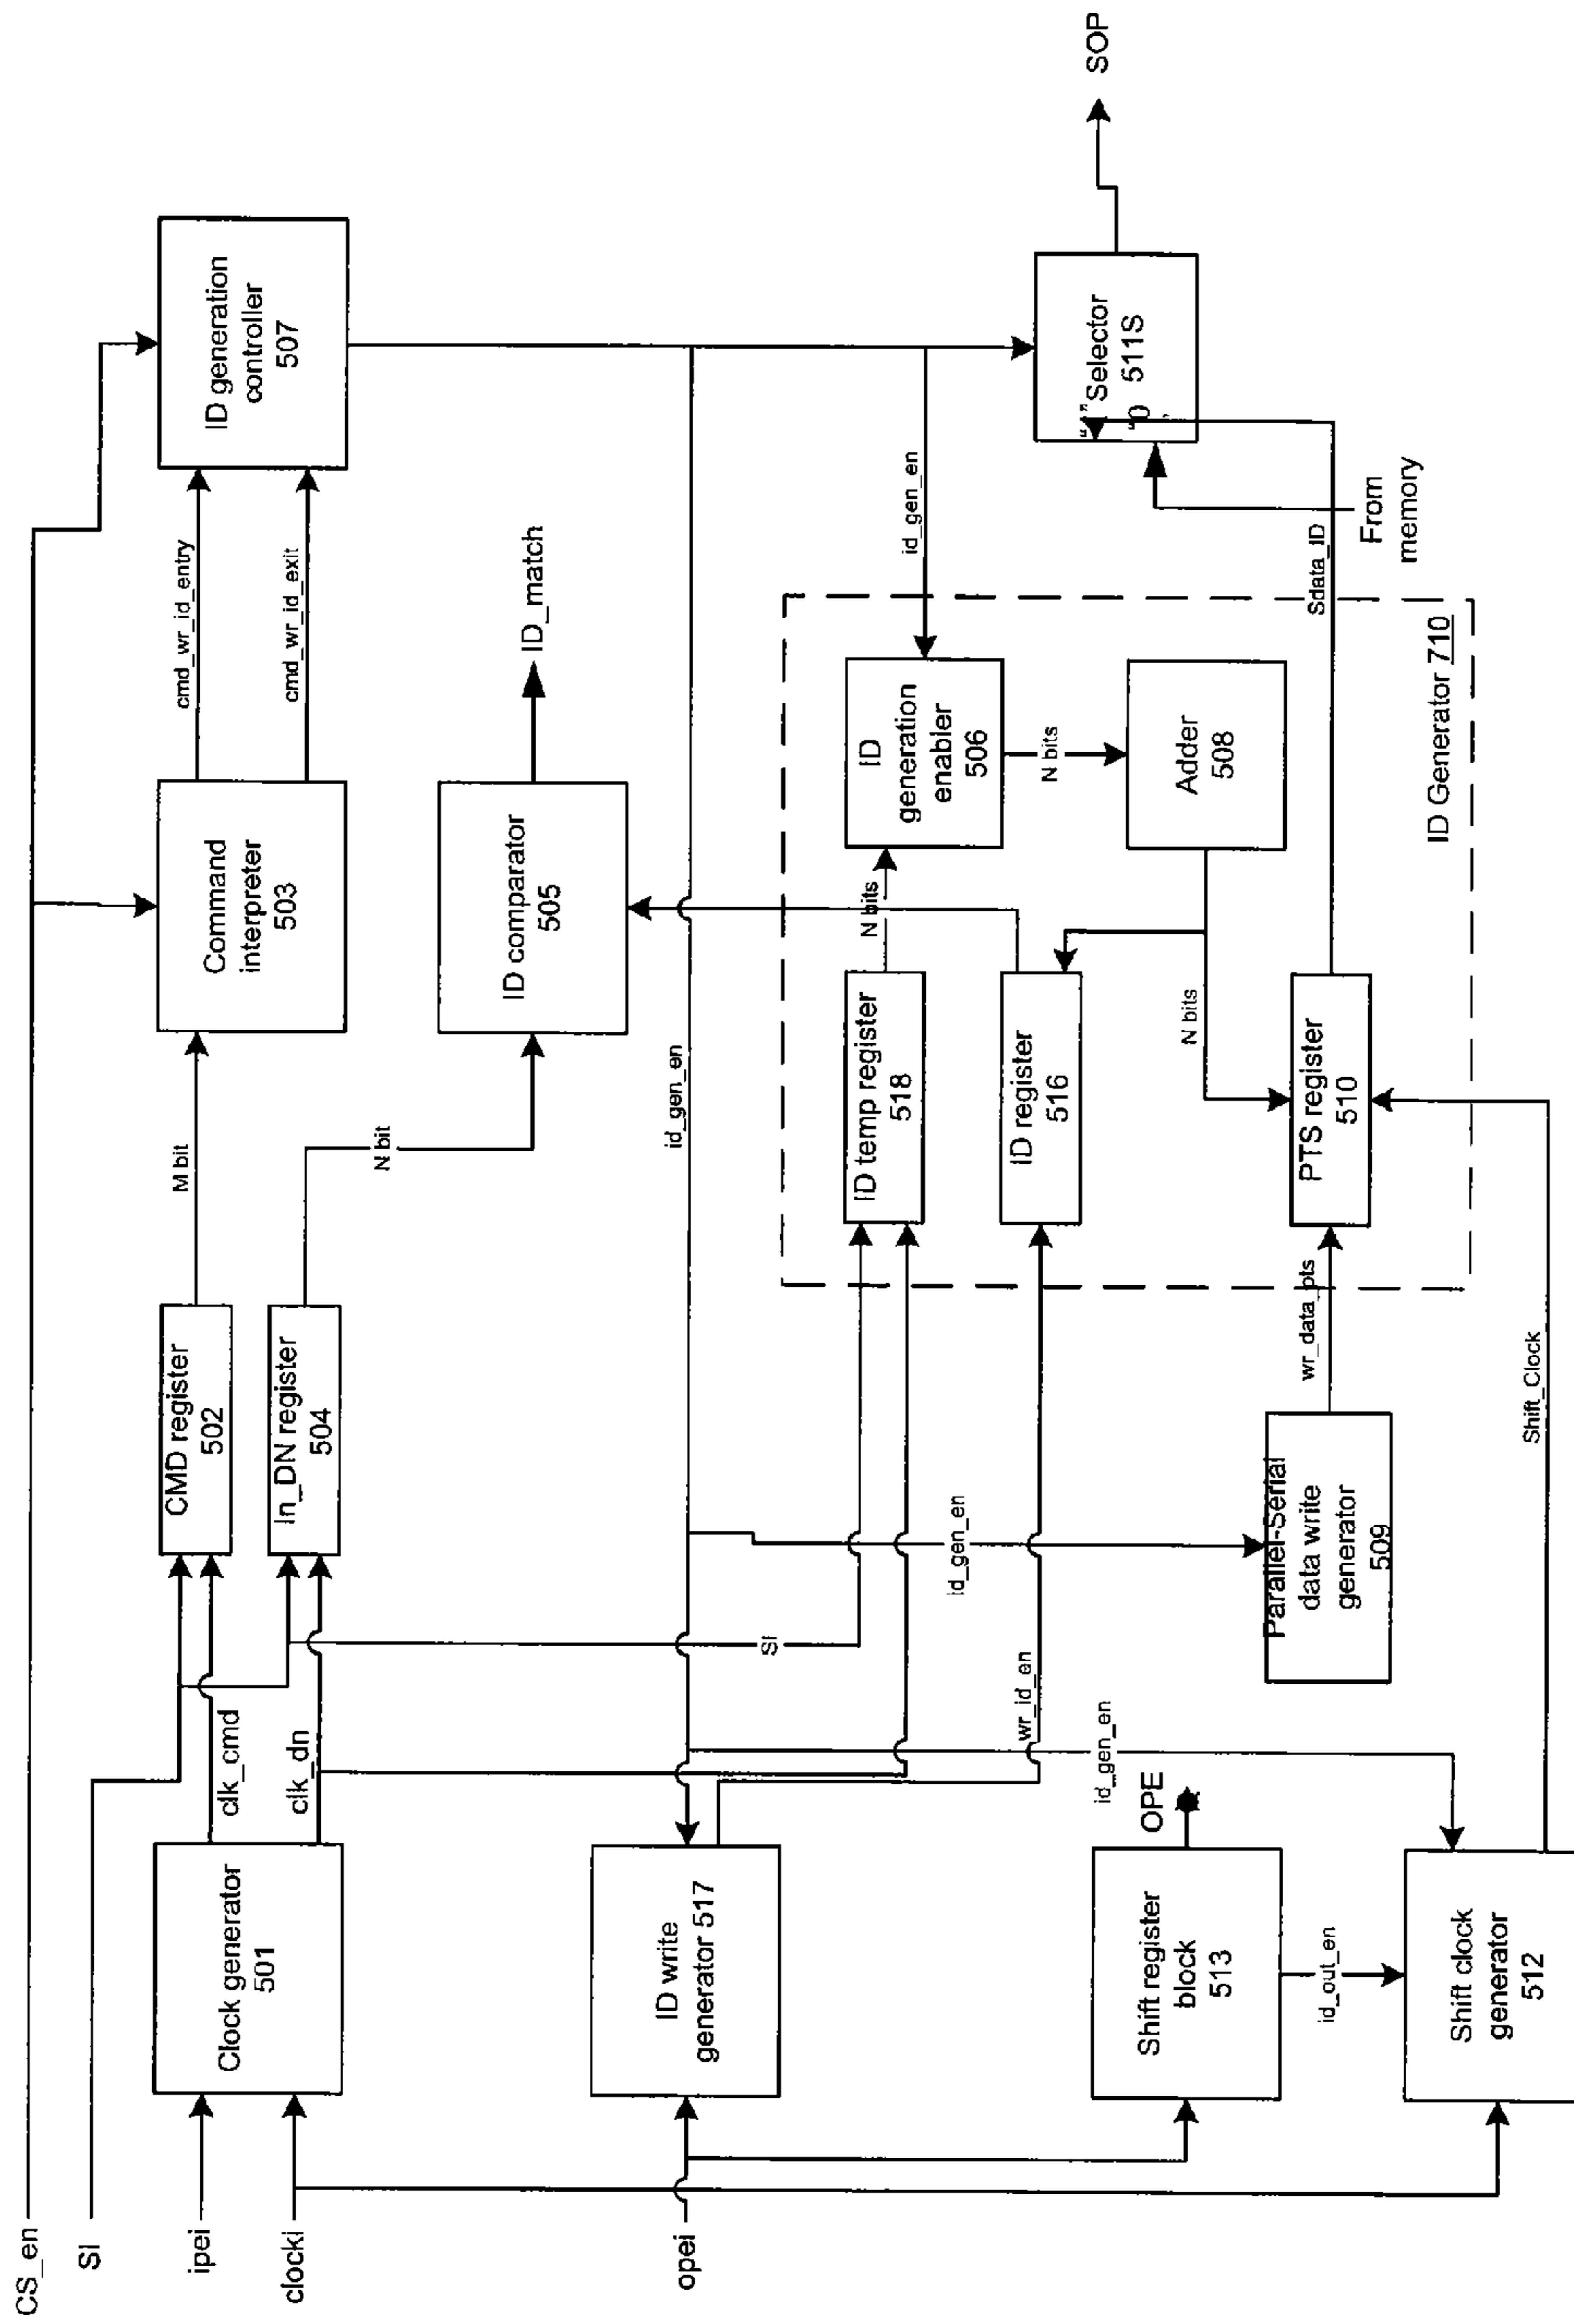 CS_en
SI
ipei
clocki
opei
Clock generator
501
clk_cmd
clk_dn
CMD register
502
In_DN register
504
M bit
N bit
Command
interpreter
503
cmd_wr_id_entry
cmd_wr_id_exit
ID generation
controller
507
ID comparator
505
ID_match
id_gen_en
ID write
generator 517
SI
wr_id_en
id_gen_en
id_gen_en
ID temp register
518
N bits
ID
generation
enabler
506
id_gen_en
N bits
ID register
516
Adder
508
N bits
PTS register
510
ID Generator 710
Sdata_ID
From
memory
"1"
Selector
511S
"0"
SOP
Shift register
block
513
OPE
id_out_en
Shift clock
generator
512
Parallel-Serial
data write
generator
509
wr_data_pts
Shift_Clock